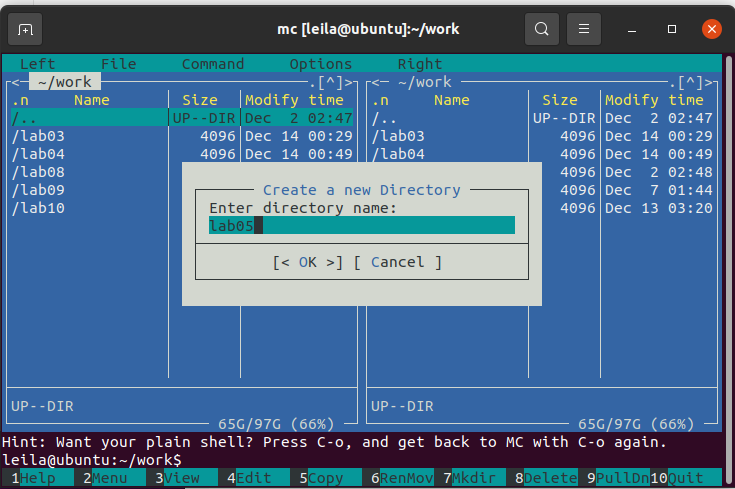 mc [leila@ubuntu]:~/work
Left File Command Options Right
<─ ~/work ─.[^]> <─ ~/work ─.[^]>
.n Name Size Modify time .n Name Size Modify time
/.. UP--DIR Dec 2 02:47 /.. UP--DIR Dec 2 02:47
/lab03 4096 Dec 14 00:29 /lab03 4096 Dec 14 00:29
/lab04 4096 Dec 14 00:49 /lab04 4096 Dec 14 00:49
/lab08 4096 Dec 2 02:48
/lab09 4096 Dec 7 01:44
/lab10 4096 Dec 13 03:20
Create a new Directory
Enter directory name:
lab05
[< OK >] [ Cancel ]
UP--DIR UP--DIR
65G/97G (66%) 65G/97G (66%)
Hint: Want your plain shell? Press C-o, and get back to MC with C-o again.
leila@ubuntu:~/work$
1Help 2Menu 3View 4Edit 5Copy 6RenMov 7Mkdir 8Delete 9PullDn 10Quit